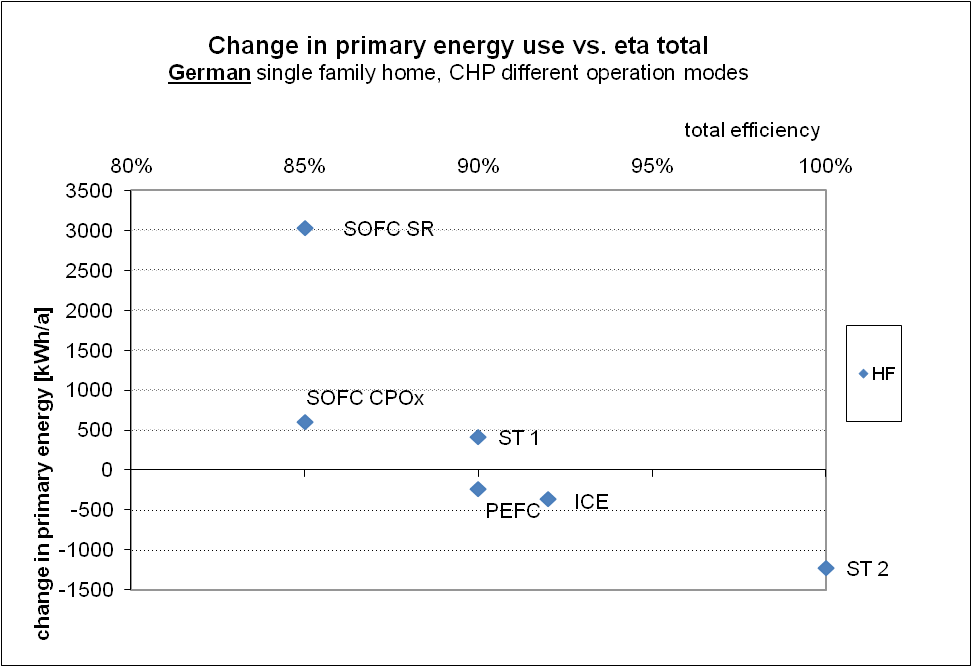 Change in primary energy use vs. eta total
German single family home, CHP different operation modes
total efficiency
80% 85% 90% 95% 100%
3500
3000
2500
2000
1500
1000
500
0
-500
-1000
-1500
change in primary energy [kWh/a]
SOFC SR
SOFC CPOx
ST 1
PEFC
ICE
ST 2
HF